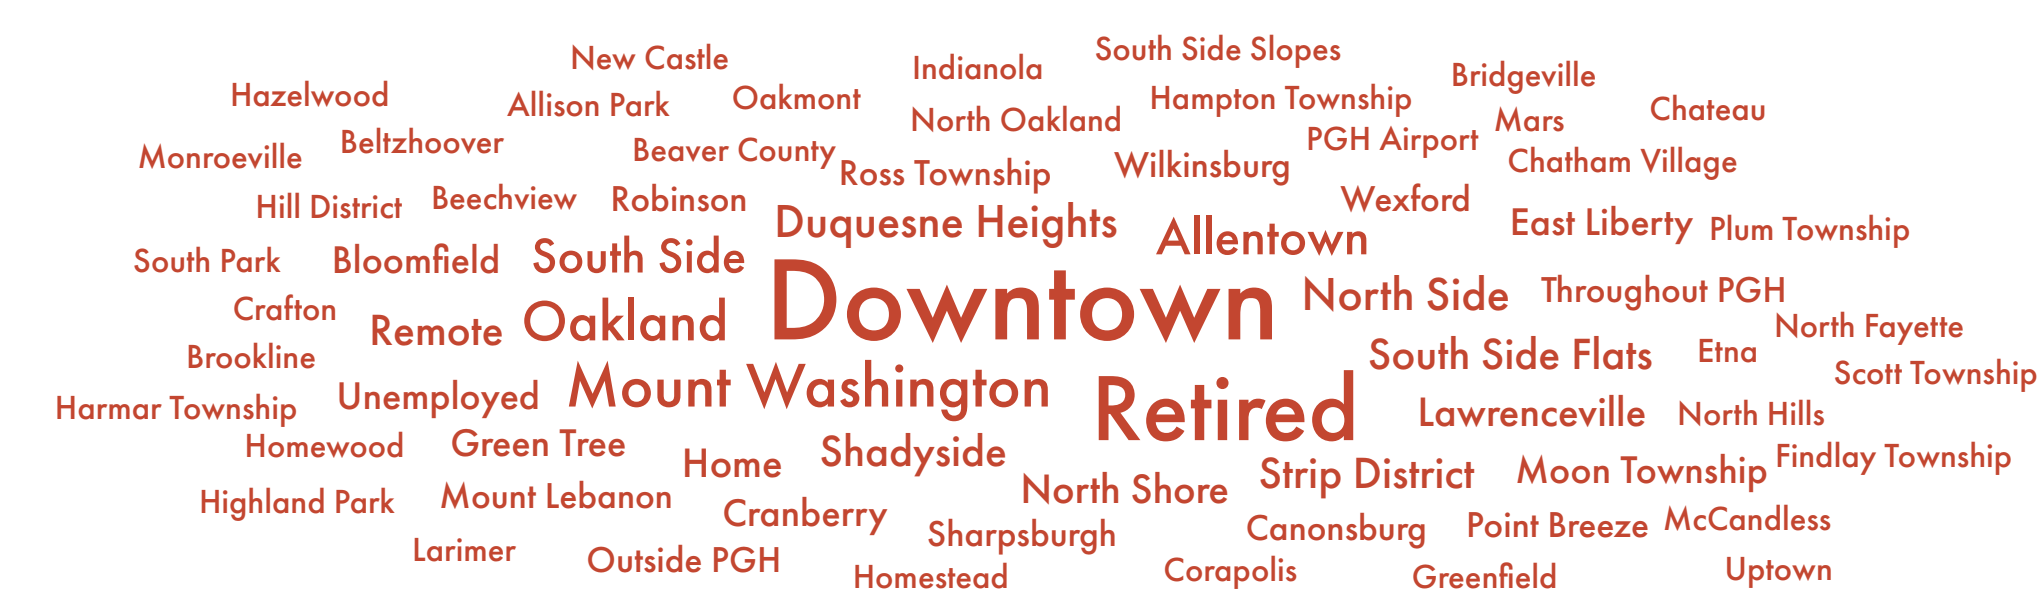 South Side Slopes
New Castle
Indianola
Bridgeville
Hazelwood
Allison Park
Oakmont
Hampton Township
Chateau
North Oakland
Mars
Beltzhoover
PGH Airport
Monroeville
Beaver County
Chatham Village
Ross Township
Wilkinsburg
Hill District
Beechview
Robinson
Wexford
Duquesne Heights
East Liberty
Plum Township
Allentown
South Park
Bloomfield
South Side
Downtown
North Side
Throughout PGH
Crafton
Remote
Oakland
North Fayette
Brookline
South Side Flats
Etna
Scott Township
Mount Washington
Retired
Harmar Township
Unemployed
Lawrenceville
North Hills
Homewood
Green Tree
Home
Shadyside
Findlay Township
Strip District
Moon Township
Highland Park
Mount Lebanon
North Shore
Cranberry
Sharpsburgh
Canonsburg
Point Breeze
McCandless
Larimer
Outside PGH
Homestead
Corapolis
Greenfield
Uptown